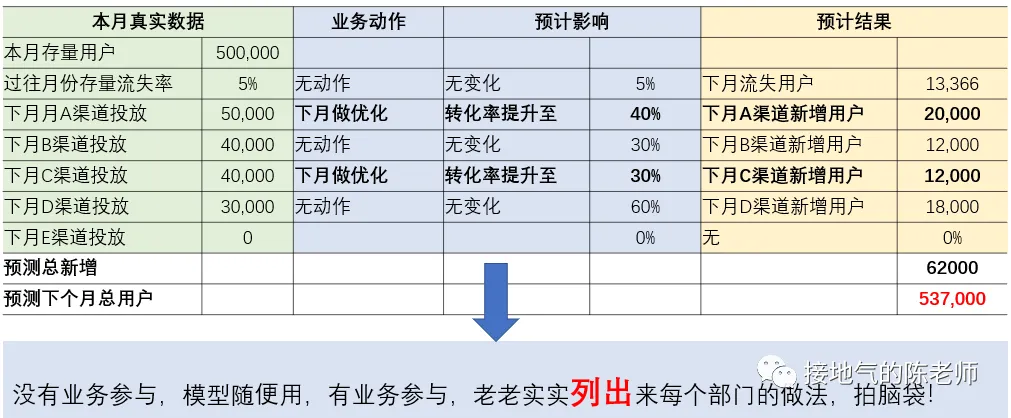 本月真实数据 业务动作 预计影响 预计结果
本月存量用户 500,000
过往月份存量流失率 5% 无动作 无变化 5% 下月流失用户 13,366
下月月A渠道投放 50,000 下月做优化 转化率提升至 40% 下月A渠道新增用户 20,000
下月B渠道投放 40,000 无动作 无变化 30% 下月B渠道新增用户 12,000
下月C渠道投放 40,000 下月做优化 转化率提升至 30% 下月C渠道新增用户 12,000
下月D渠道投放 30,000 无动作 无变化 60% 下月D渠道新增用户 18,000
下月E渠道投放 0 0% 无 0%
预测总新增 62000
预测下个月总用户 537,000
没有业务参与，模型随便用，有业务参与，老老实实列出来每个部门的做法，拍脑袋!
接地气的陈老师